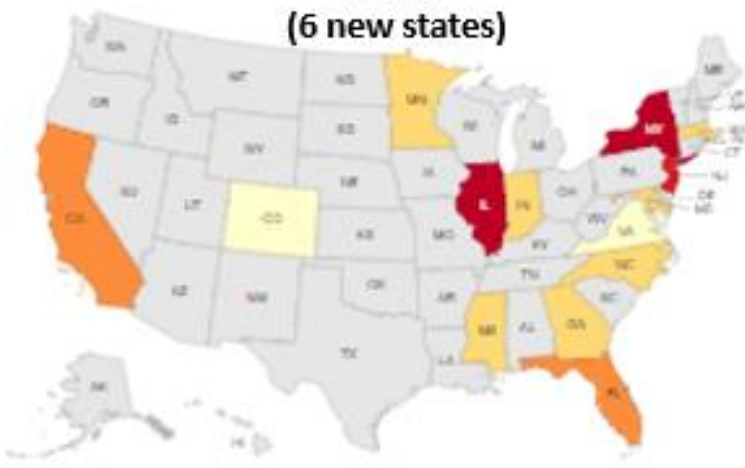 (6 new states)
WA
MT
ND
MN
ME
OR
ID
SD
WI
MI
NY
WY
IA
PA
CT
NJ
NV
UT
CO
NE
IL
IN
OH
DE
MD
CA
KS
MO
KY
WV
VA
AZ
NM
OK
AR
TN
NC
SC
TX
LA
MS
AL
GA
FL
AK
HI